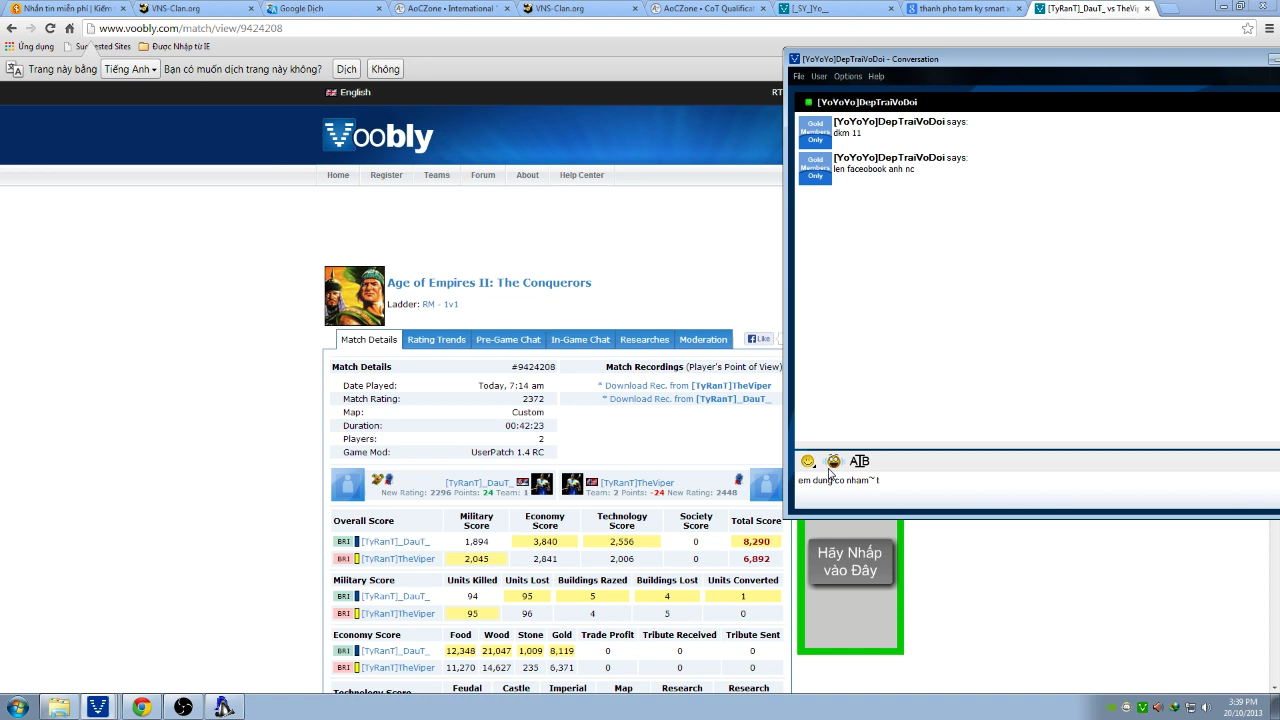 Nhắn tin miễn phí | Kiểm
VNS-Clan.org
Google Dịch
AoCZone - International
VNS-Clan.org
AoCZone - CoT Qualificat
[_SY_]Yo__
thanh pho tam ky smart k
[TyRanT]_DauT_ vs TheVip
www.voobly.com/match/view/9424208
Ứng dụng
Suggested Sites
Được Nhập từ IE
Trang này bằng
Tiếng Anh
Bạn có muốn dịch trang này không?
Dịch
Không
English
RT
Voobly
Home
Register
Teams
Forum
About
Help Center
Age of Empires II: The Conquerors
Ladder: RM - 1v1
Match Details
Rating Trends
Pre-Game Chat
In-Game Chat
Researches
Moderation
Like
Match Details #9424208
Date Played: Today, 7:14 am
Match Rating: 2372
Map: Custom
Duration: 00:42:23
Players: 2
Game Mod: UserPatch 1.4 RC
Match Recordings (Player's Point of View)
* Download Rec. from [TyRanT]TheViper
* Download Rec. from [TyRanT]_DauT_
[TyRanT]_DauT_
New Rating: 2296 Points: 24 Team: 1
[TyRanT]TheViper
Team: 2 Points: -24 New Rating: 2448
Overall Score Military Score Economy Score Technology Score Society Score Total Score
BRI [TyRanT]_DauT_ 1,894 3,840 2,556 0 8,290
BRI [TyRanT]TheViper 2,045 2,841 2,006 0 6,892
Military Score Units Killed Units Lost Buildings Razed Buildings Lost Units Converted
BRI [TyRanT]_DauT_ 94 95 5 4 1
BRI [TyRanT]TheViper 95 96 4 5 0
Economy Score Food Wood Stone Gold Trade Profit Tribute Received Tribute Sent
BRI [TyRanT]_DauT_ 12,348 21,047 1,009 8,119 0 0 0
BRI [TyRanT]TheViper 11,270 14,627 235 6,371 0 0 0
Technology Score Feudal Castle Imperial Map Research Research
[YoYoYo]DepTraiVoDoi - Conversation
File User Options Help
[YoYoYo]DepTraiVoDoi
Gold Members Only
[YoYoYo]DepTraiVoDoi says:
dkm 11
Gold Members Only
[YoYoYo]DepTraiVoDoi says:
len faceobook anh nc
em dung co nham~ t
Hãy Nhấp
vào Đây
3:39 PM
20/10/2013